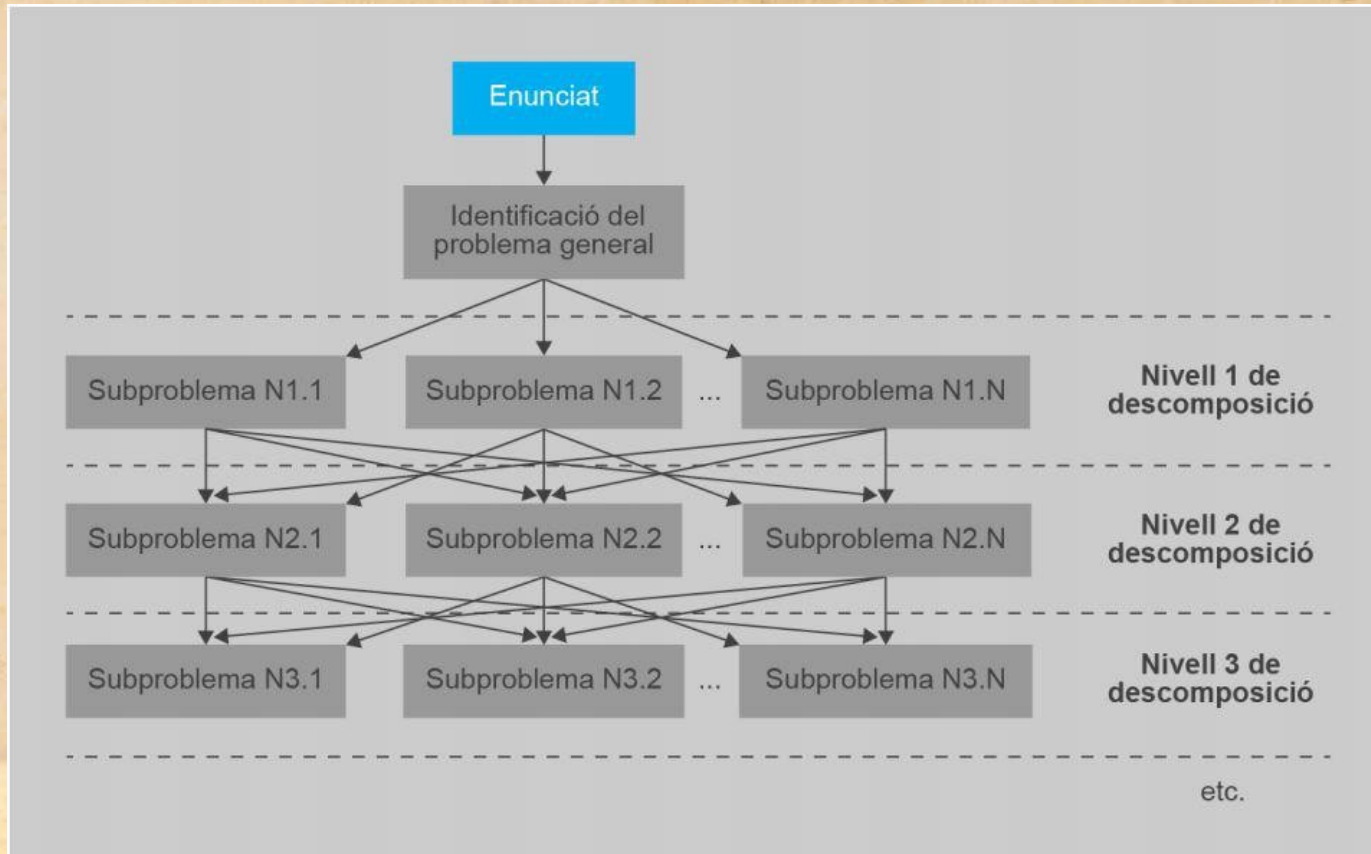 Enunciat
Identificació del
problema general
Subproblema N1.1
Subproblema N1.2
...
Subproblema N1.N
Nivell 1 de
descomposició
Subproblema N2.1
Subproblema N2.2
...
Subproblema N2.N
Nivell 2 de
descomposició
Subproblema N3.1
Subproblema N3.2
...
Subproblema N3.N
Nivell 3 de
descomposició
etc.